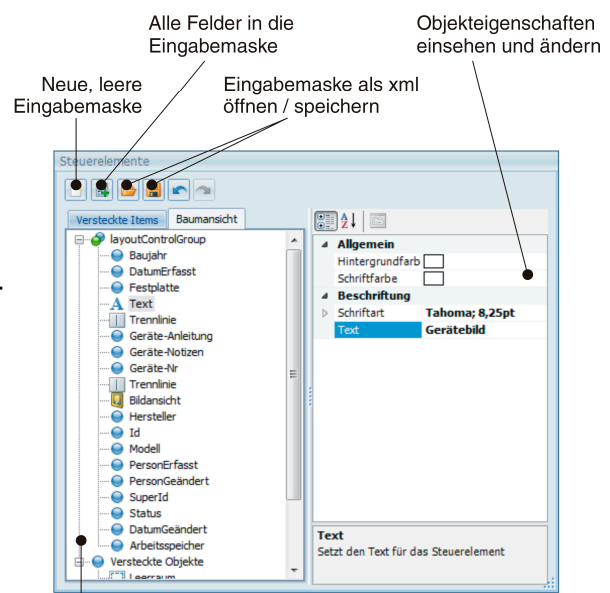 Alle Felder in die
Eingabemaske
Objekteigenschaften
einsehen und ändern
Neue, leere
Eingabemaske
Eingabemaske als xml
öffnen / speichern
Steuerelemente
Versteckte Items
Baumansicht
layoutControlGroup
Baujahr
DatumErfasst
Festplatte
Text
Trennlinie
Geräte-Anleitung
Geräte-Notizen
Geräte-Nr
Trennlinie
Bildansicht
Hersteller
Id
Modell
PersonErfasst
PersonGeändert
SuperId
Status
DatumGeändert
Arbeitsspeicher
Versteckte Objekte
Leerraum
Allgemein
Hintergrundfarb
Schriftfarbe
Beschriftung
Schriftart Tahoma; 8,25pt
Text Gerätebild
Text
Setzt den Text für das Steuerelement